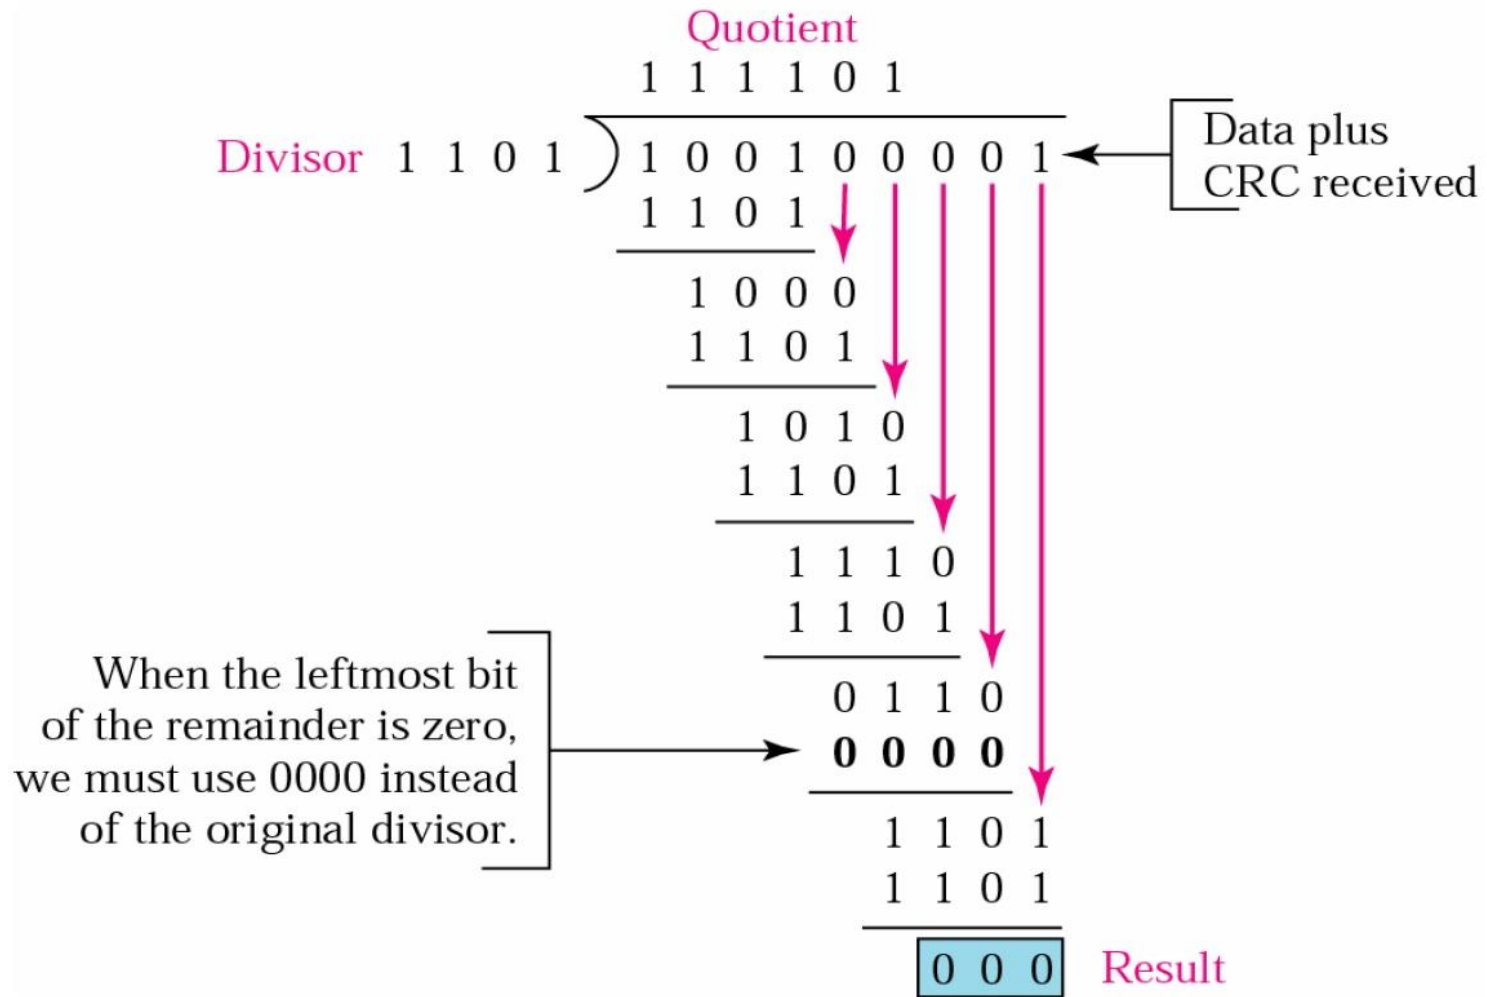 Quotient
1 1 1 1 0 1
Divisor 1 1 0 1 ) 1 0 0 1 0 0 0 0 1
Data plus
CRC received
1 1 0 1
1 0 0 0
1 1 0 1
1 0 1 0
1 1 0 1
1 1 1 0
1 1 0 1
0 1 1 0
When the leftmost bit
of the remainder is zero,
we must use 0000 instead
of the original divisor.
0 0 0 0
1 1 0 1
1 1 0 1
0 0 0 Result